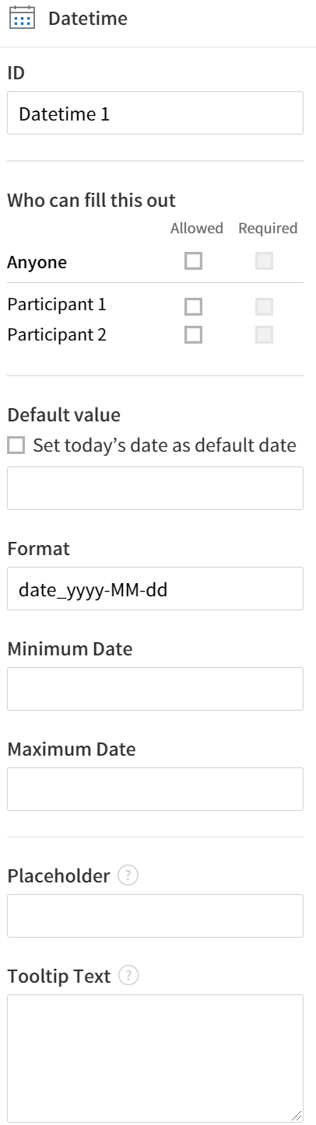 Datetime
ID
Datetime 1
Who can fill this out
Allowed Required
Anyone
Participant 1
Participant 2
Default value
Set today’s date as default date
Format
date_yyyy-MM-dd
Minimum Date
Maximum Date
Placeholder ?
Tooltip Text ?